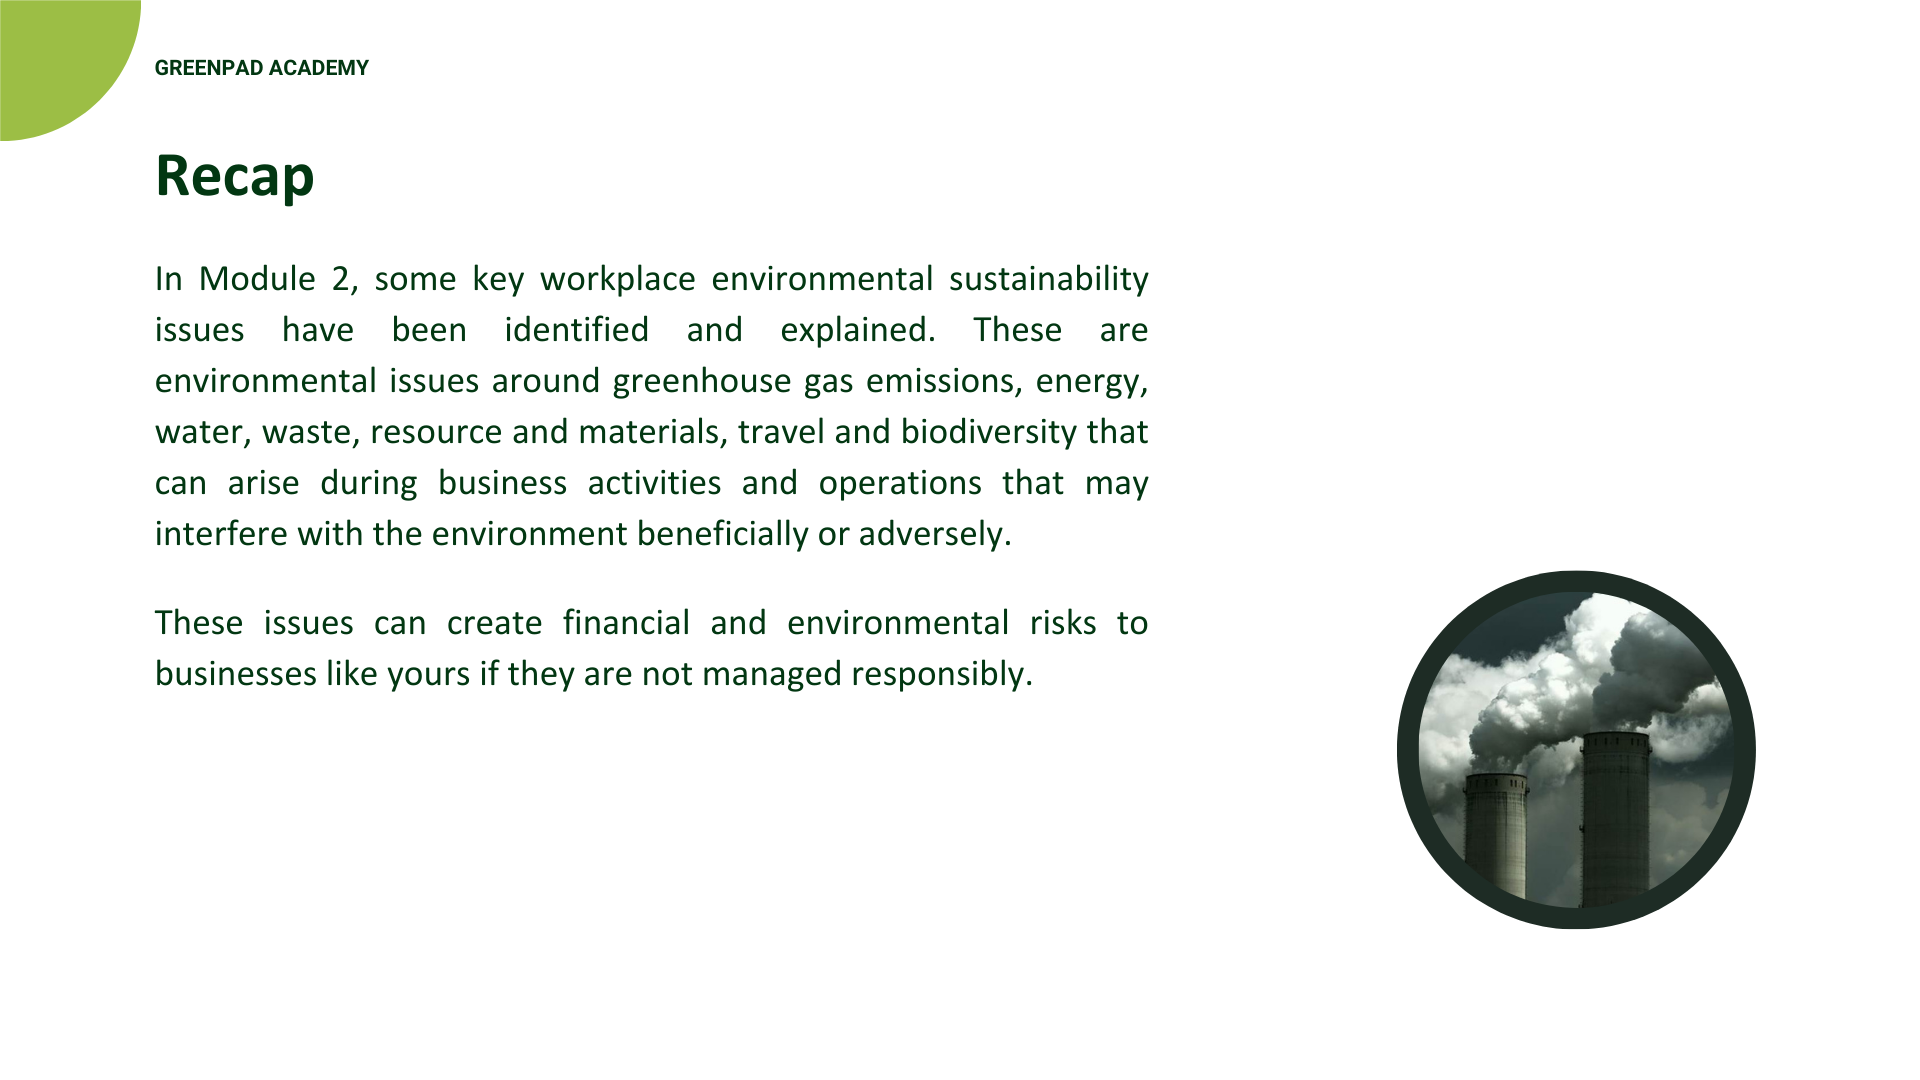 GREENPAD ACADEMY
Recap
In Module 2, some key workplace environmental sustainability
issues have been identified and explained. These are
environmental issues around greenhouse gas emissions, energy,
water, waste, resource and materials, travel and biodiversity that
can arise during business activities and operations that may
interfere with the environment beneficially or adversely.
These issues can create financial and environmental risks to
businesses like yours if they are not managed responsibly.